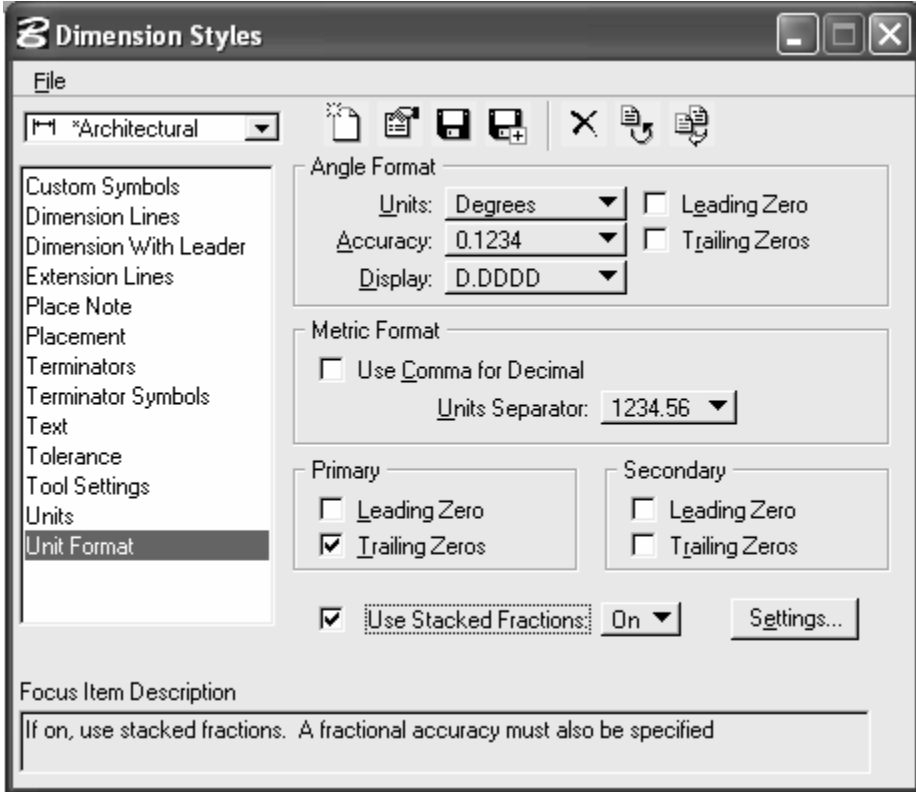 Dimension Styles
File
*Architectural
Custom Symbols
Dimension Lines
Dimension With Leader
Extension Lines
Place Note
Placement
Terminators
Terminator Symbols
Text
Tolerance
Tool Settings
Units
Unit Format
Angle Format
Units: Degrees Leading Zero
Accuracy: 0.1234 Trailing Zeros
Display: D.DDDD
Metric Format
Use Comma for Decimal
Units Separator: 1234.56
Primary
Leading Zero
Trailing Zeros
Secondary
Leading Zero
Trailing Zeros
Use Stacked Fractions: On Settings...
Focus Item Description
If on, use stacked fractions. A fractional accuracy must also be specified